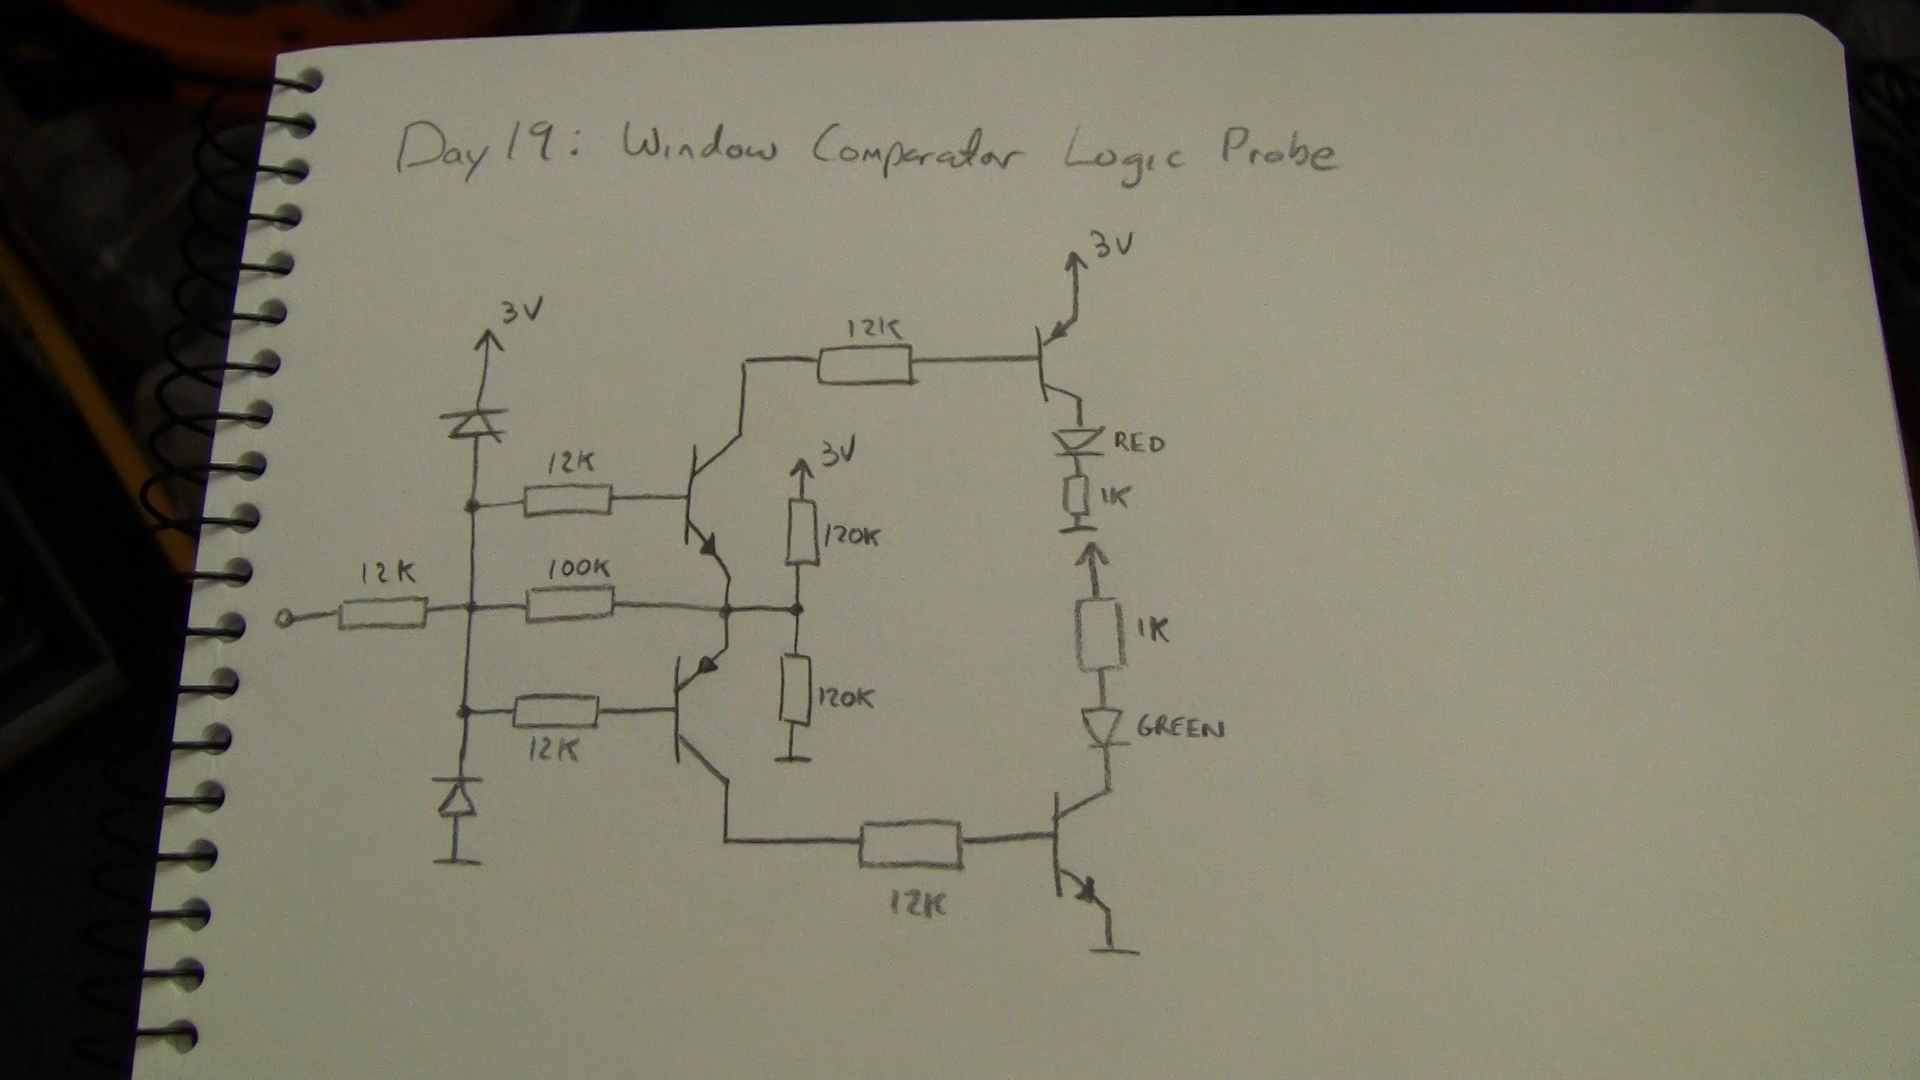 Day 19: Window Comparator Logic Probe
3V
3V
12K
3V
RED
12K
1K
120K
12K
100K
1K
120K
GREEN
12K
12K